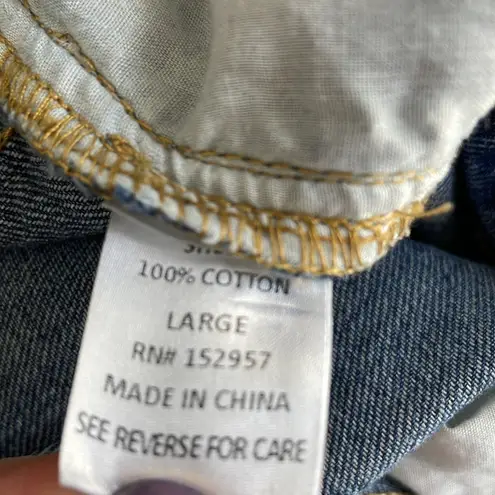 100% COTTON
LARGE
RN# 152957
MADE IN CHINA
SEE REVERSE FOR CARE